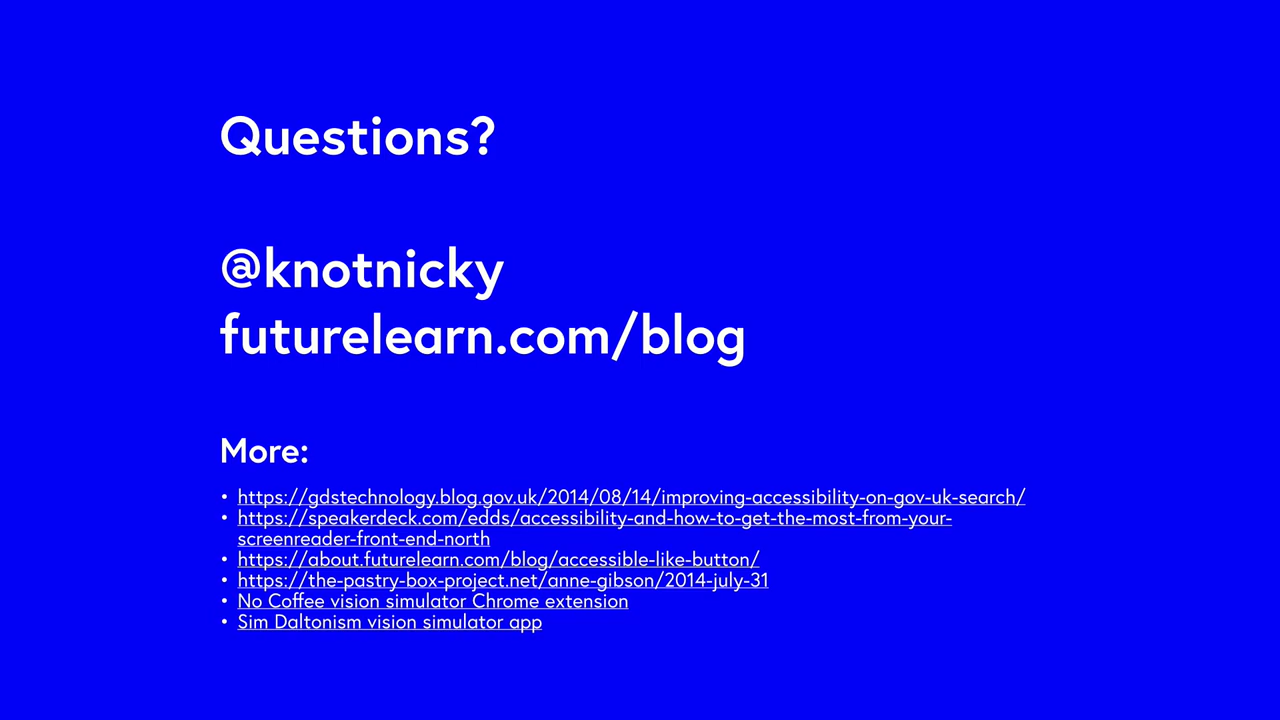 Questions?
@knotnicky
futurelearn.com/blog
More:
• https://gdstechnology.blog.gov.uk/2014/08/14/improving-accessibility-on-gov-uk-search/
• https://speakerdeck.com/edds/accessibility-and-how-to-get-the-most-from-your-
screenreader-front-end-north
• https://about.futurelearn.com/blog/accessible-like-button/
• https://the-pastry-box-project.net/anne-gibson/2014-july-31
• No Coffee vision simulator Chrome extension
• Sim Daltonism vision simulator app